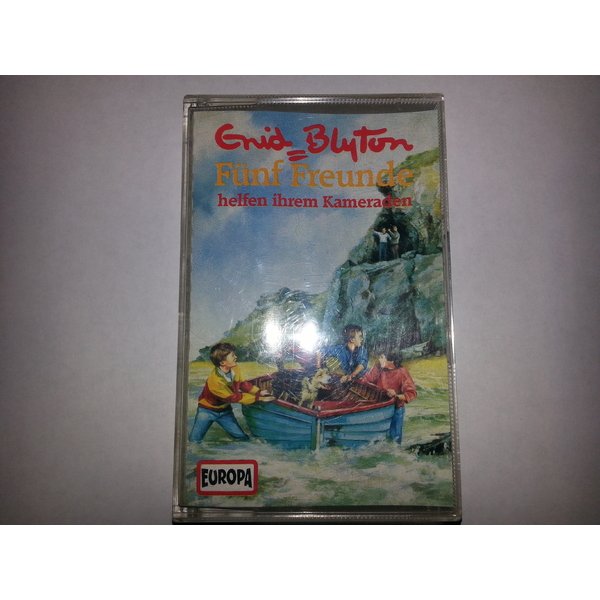 Enid Blyton
Fünf Freunde
helfen ihrem Kameraden
EUROPA